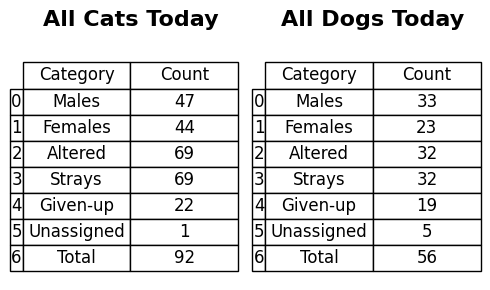 All Cats Today
Category Count
0 Males 47
1 Females 44
2 Altered 69
3 Strays 69
4 Given-up 22
5 Unassigned 1
6 Total 92
All Dogs Today
Category Count
0 Males 33
1 Females 23
2 Altered 32
3 Strays 32
4 Given-up 19
5 Unassigned 5
6 Total 56